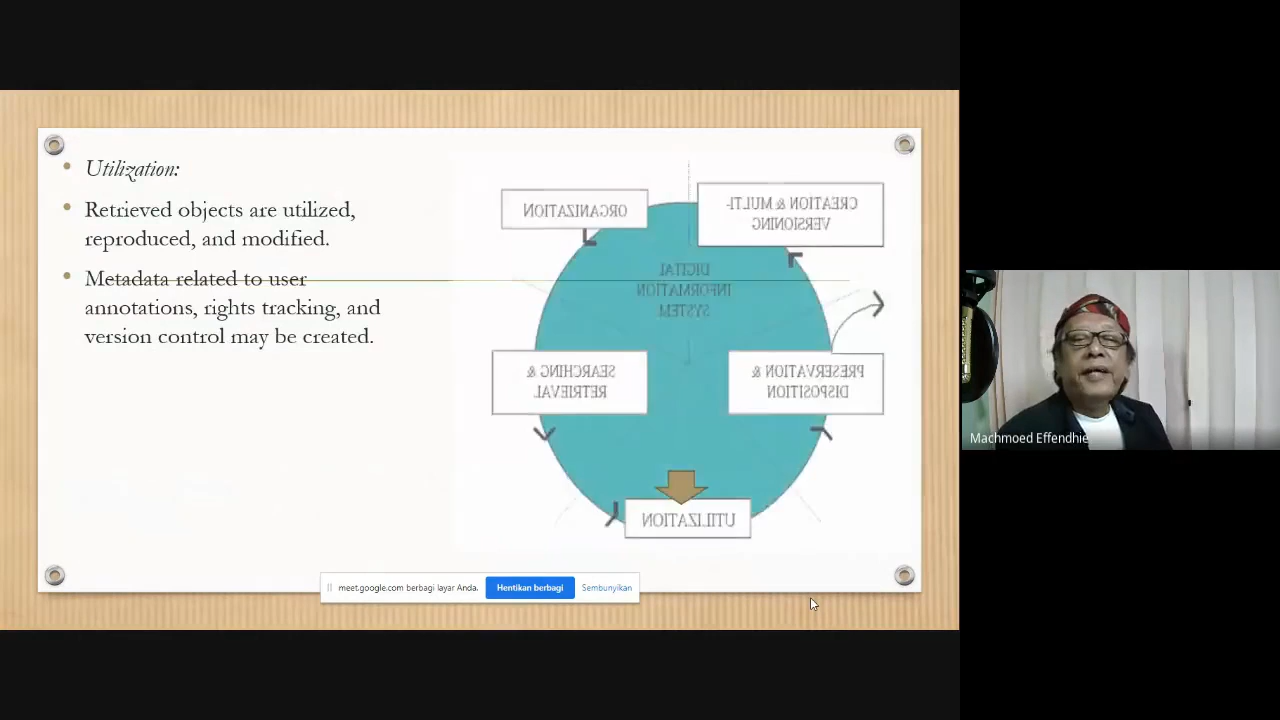 Utilization:
Retrieved objects are utilized,
reproduced, and modified.
Metadata related to user
annotations, rights tracking, and
version control may be created.
ORGANIZATION
CREATION & MULTI-
VERSIONING
DIGITAL
INFORMATION
SYSTEM
SEARCHING &
RETRIEVAL
PRESERVATION &
DISPOSITION
UTILIZATION
meet.google.com berbagi layar Anda.
Hentikan berbagi
Sembunyikan
Machmoed Effendhie